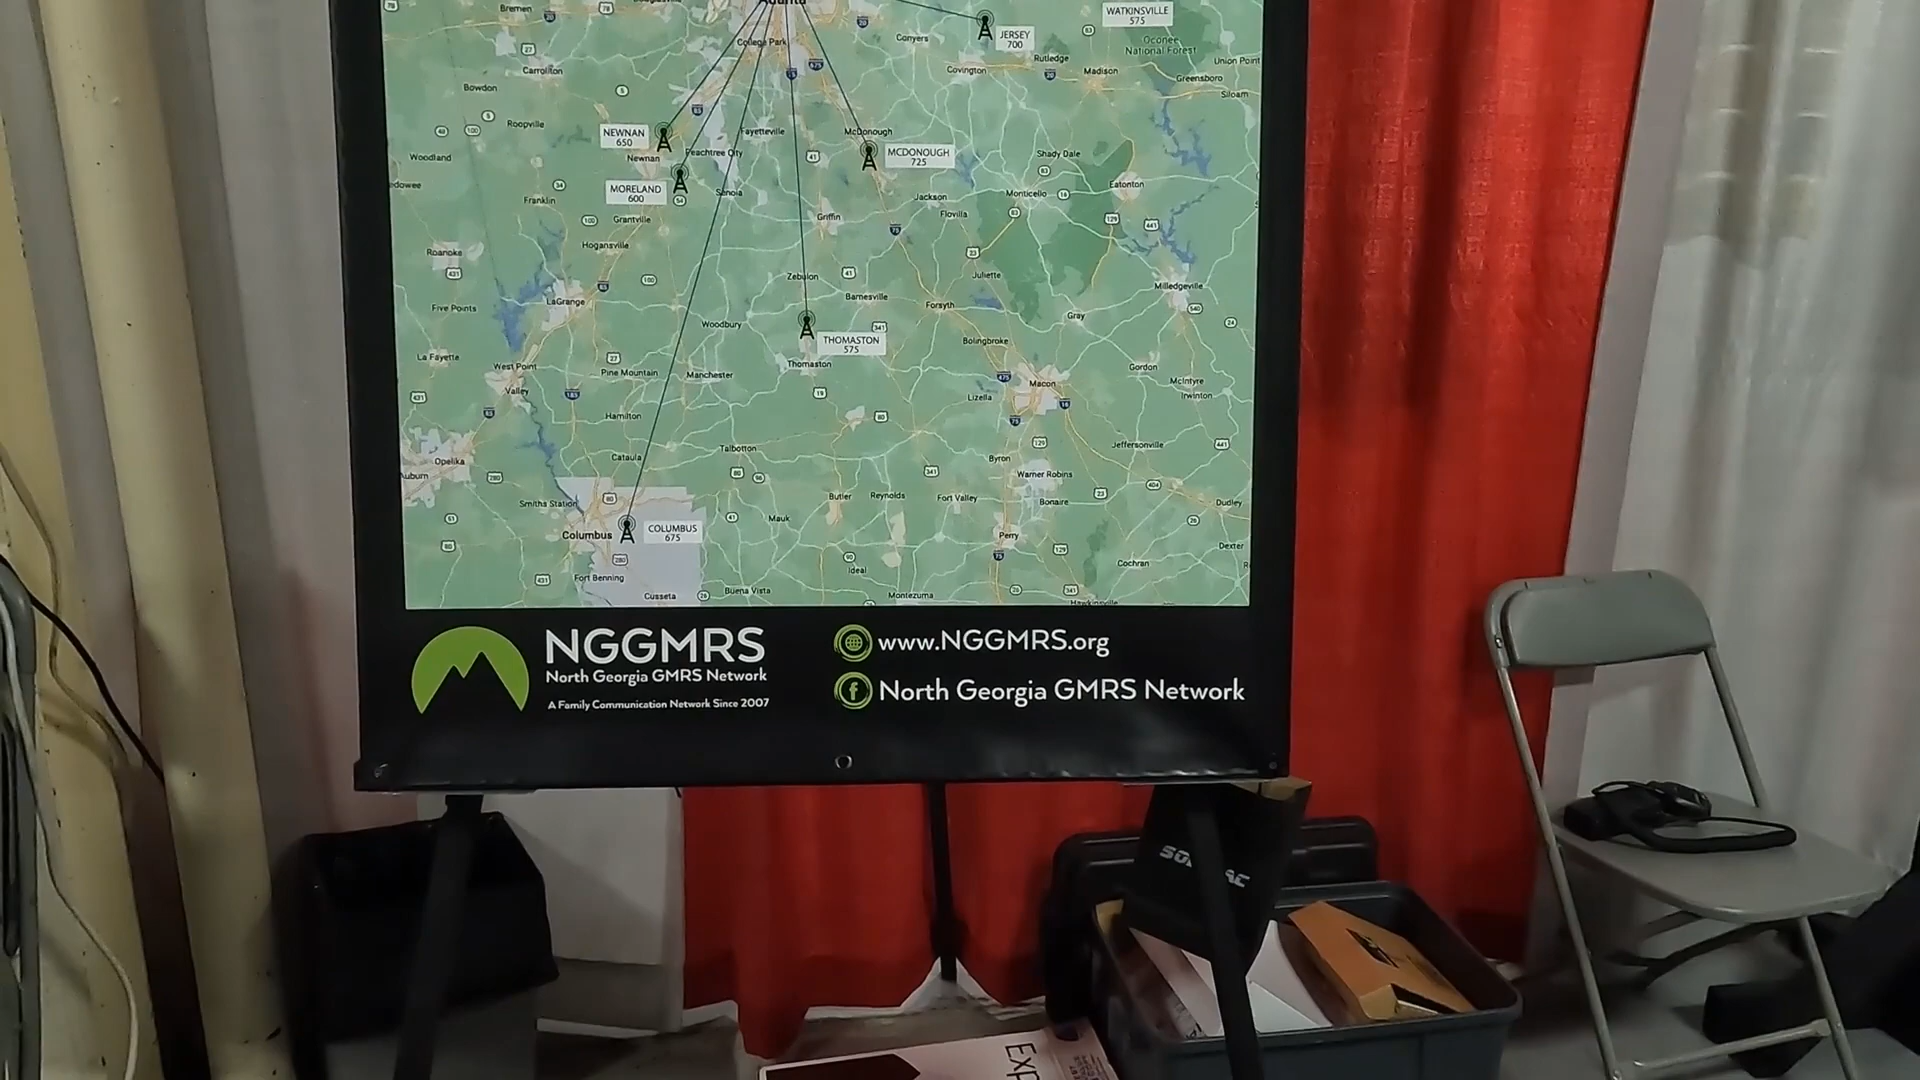 Bremen
Atlanta
WATKINSVILLE
575
JERSEY
700
College Park
Conyers
Oconee
National Forest
Rutledge
Union Point
Carrollton
Covington
Madison
Greensboro
Bowdon
Siloam
Roopville
NEWNAN
650
Fayetteville
McDonough
Newnan
Peachtree City
MCDONOUGH
725
Woodland
Shady Dale
MORELAND
600
Senoia
Eatonton
Franklin
Jackson
Monticello
Grantville
Griffin
Flovilla
Hogansville
Roanoke
Zebulon
Juliette
Milledgeville
LaGrange
Barnesville
Forsyth
Five Points
Woodbury
Gray
THOMASTON
575
Bolingbroke
La Fayette
West Point
Pine Mountain
Manchester
Thomaston
Gordon
Valley
Macon
McIntyre
Lizella
Irwinton
Hamilton
Talbotton
Jeffersonville
Opelika
Cataula
Byron
Warner Robins
Smiths Station
Butler
Reynolds
Fort Valley
Bonaire
Dudley
Mauk
Columbus
COLUMBUS
675
Perry
Dexter
Cochran
Fort Benning
Ideal
Cusseta
Buena Vista
Montezuma
Hawkinsville
NGGMRS
North Georgia GMRS Network
A Family Communication Network Since 2007
www.NGGMRS.org
North Georgia GMRS Network